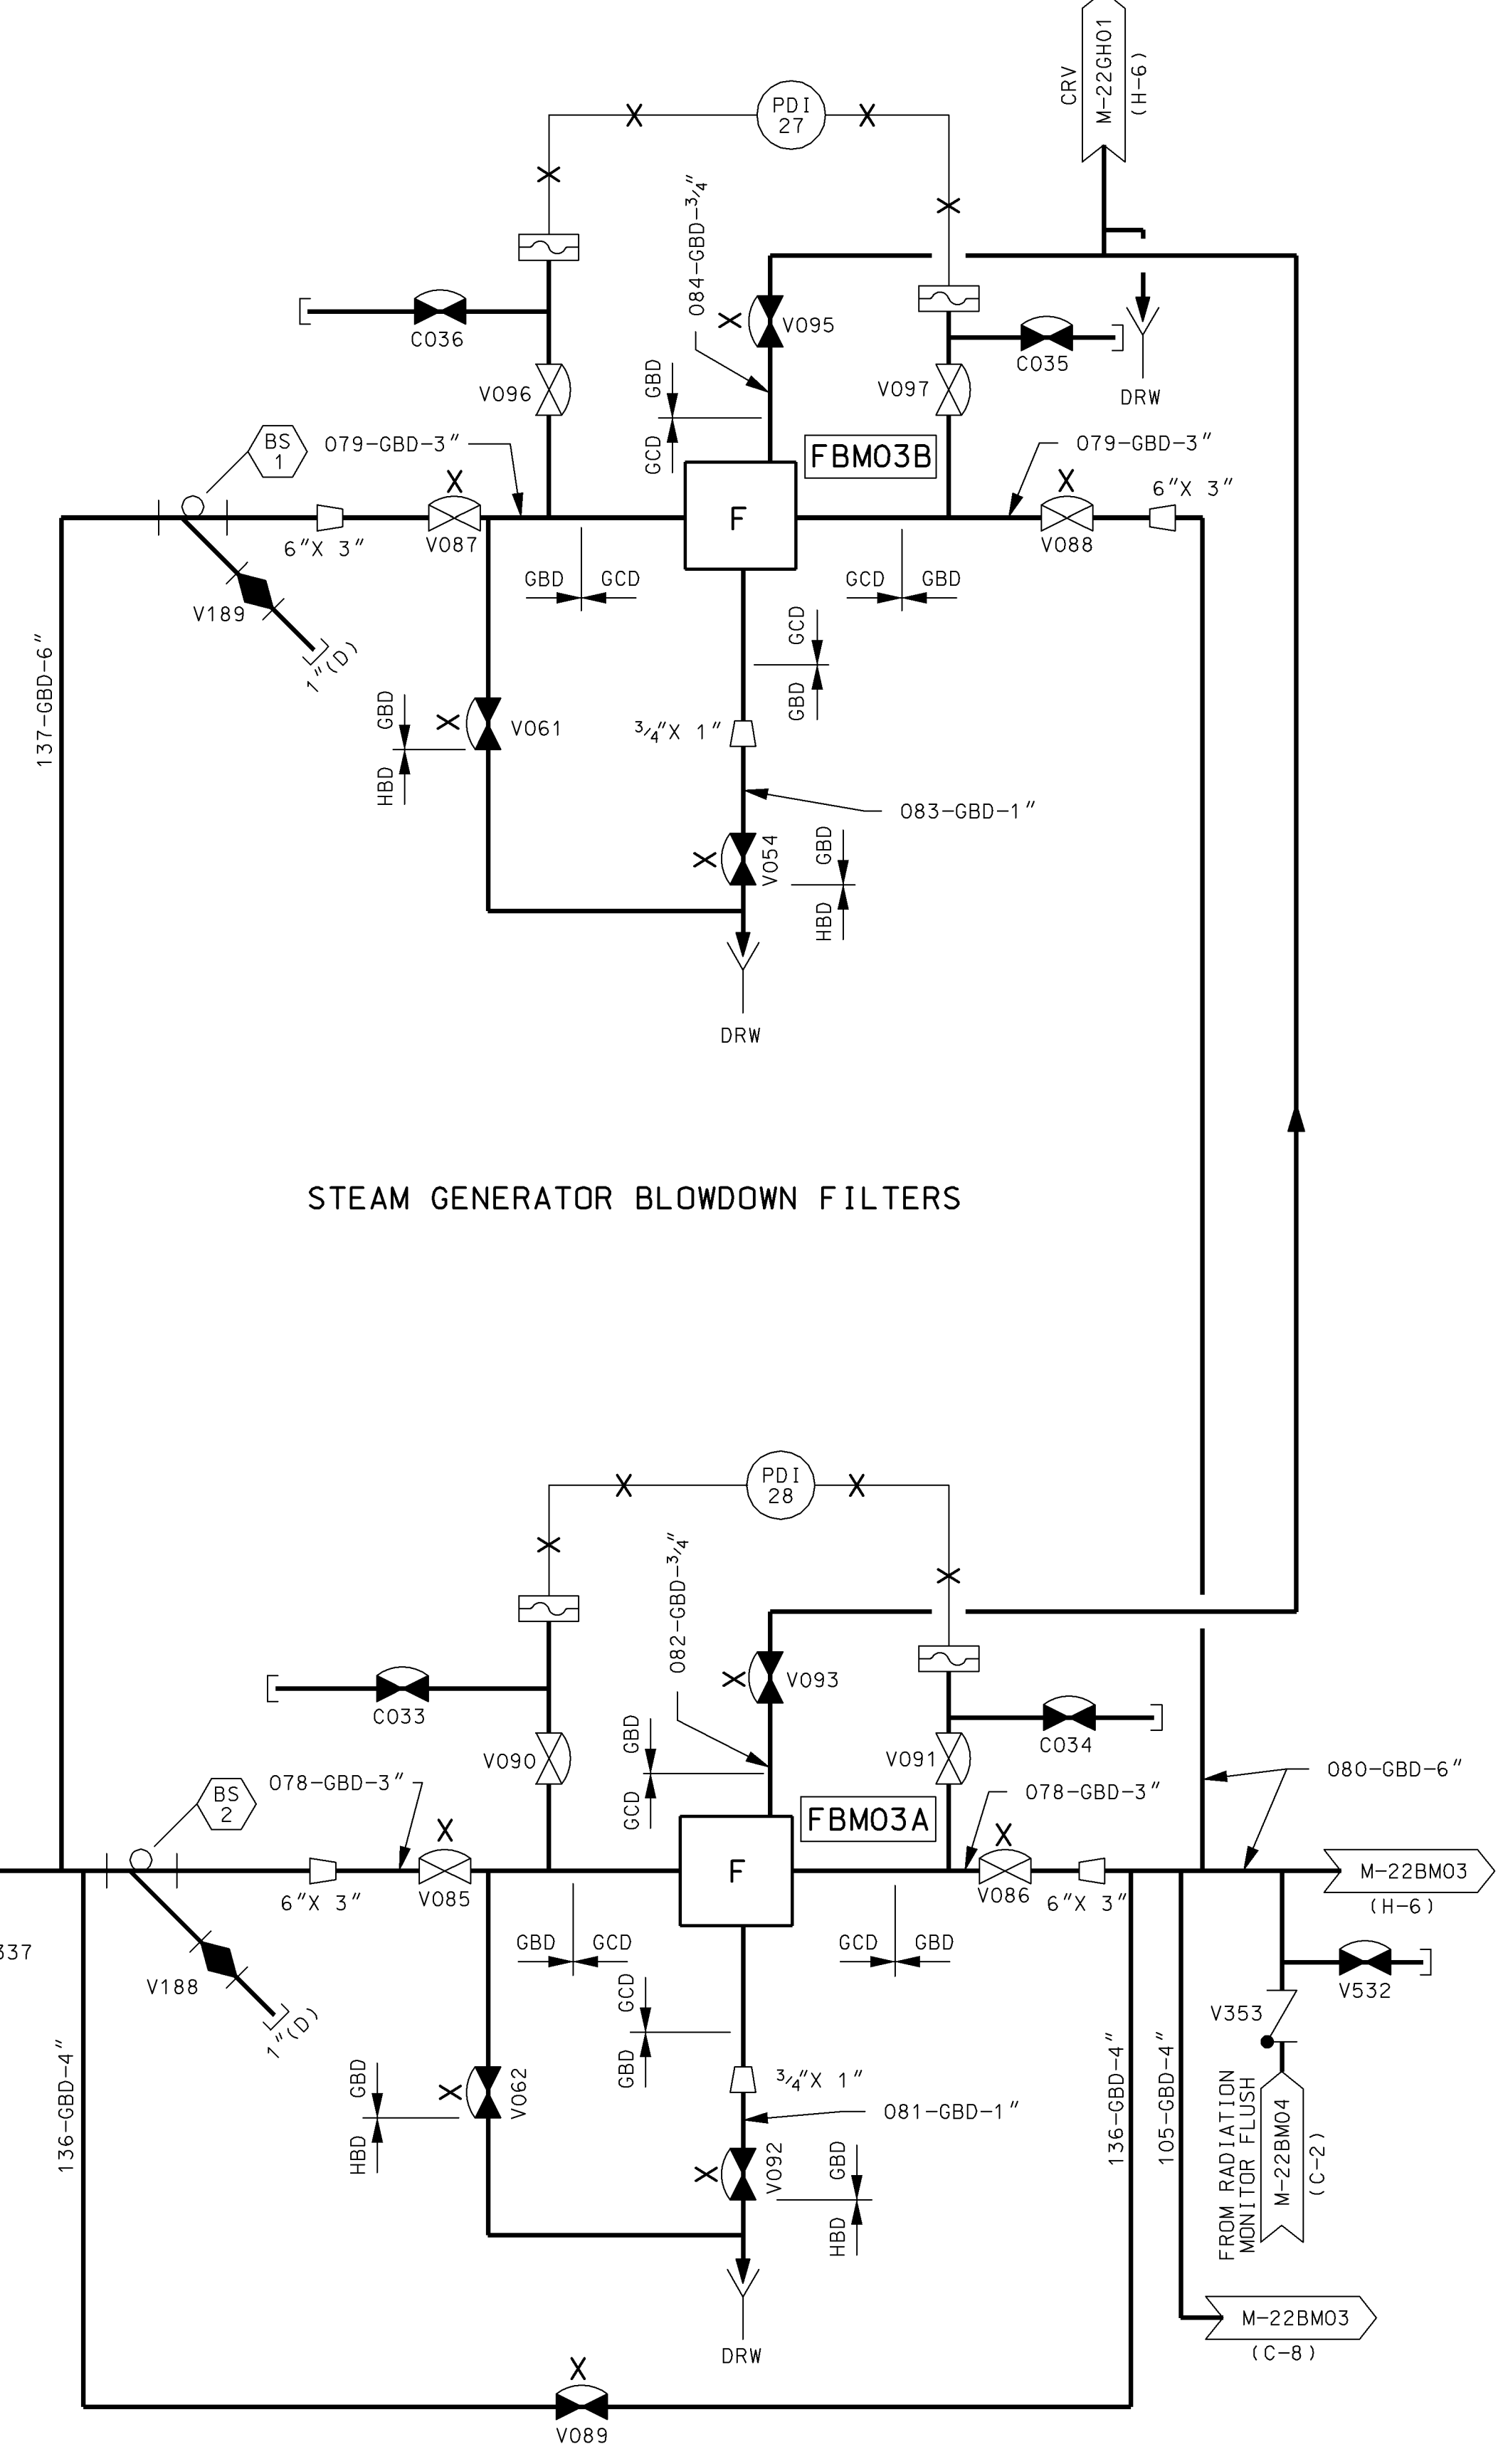 CRV
M-22GH01
(H-6)
PDI
27
084-GBD-3/4"
V095
C036
C035
V096
V097
DRW
GBD
GCD
FBM03B
BS
1
079-GBD-3"
079-GBD-3"
6"X 3"
F
6"X 3"
V087
V088
GBD
GCD
GCD
GBD
V189
1"(D)
GCD
GBD
137-GBD-6"
GBD
HBD
V061
3/4"X 1"
083-GBD-1"
V054
GBD
HBD
DRW
STEAM GENERATOR BLOWDOWN FILTERS
PDI
28
082-GBD-3/4"
V093
C033
C034
V090
V091
GBD
GCD
BS
2
078-GBD-3"
078-GBD-3"
080-GBD-6"
FBM03A
F
M-22BM03
(H-6)
6"X 3"
V085
V086
6"X 3"
GBD
GCD
GCD
GBD
337
V188
1"(D)
GCD
GBD
V532
V353
136-GBD-4"
GBD
HBD
V062
3/4"X 1"
081-GBD-1"
V092
GBD
HBD
136-GBD-4"
105-GBD-4"
FROM RADIATION
MONITOR FLUSH
M-22BM04
(C-2)
M-22BM03
(C-8)
DRW
V089